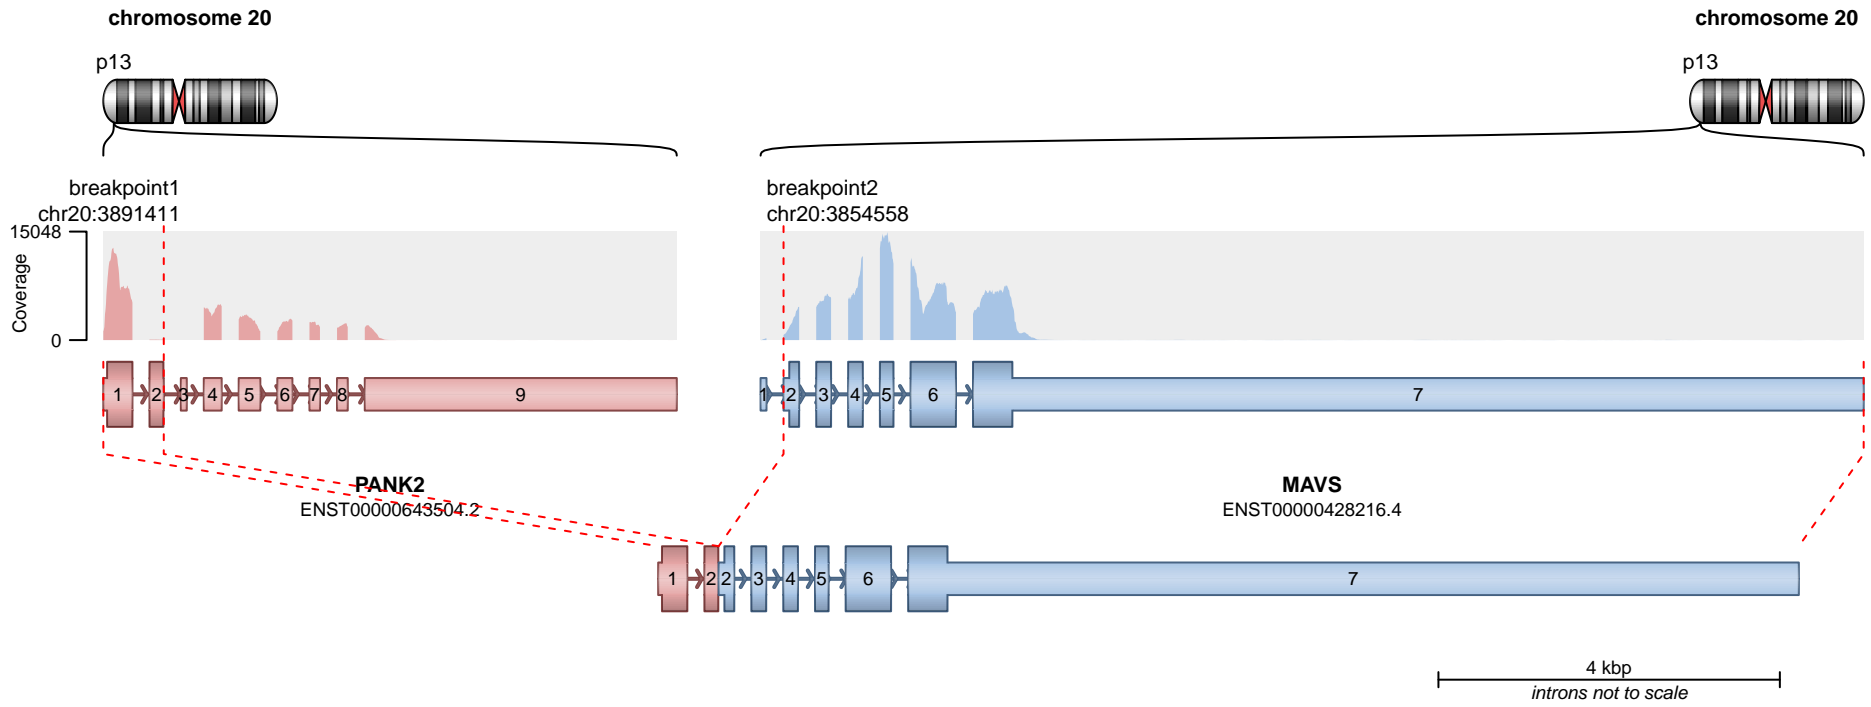 chromosome 20
chromosome 20
p13
p13
breakpoint1
chr20:3891411
breakpoint2
chr20:3854558
15048
Coverage
0
1 2 3 4 5 6 7 8 9
1 2 3 4 5 6 7
PANK2
ENST00000643504.2
MAVS
ENST00000428216.4
1 2 2 3 4 5 6 7
4 kbp
introns not to scale